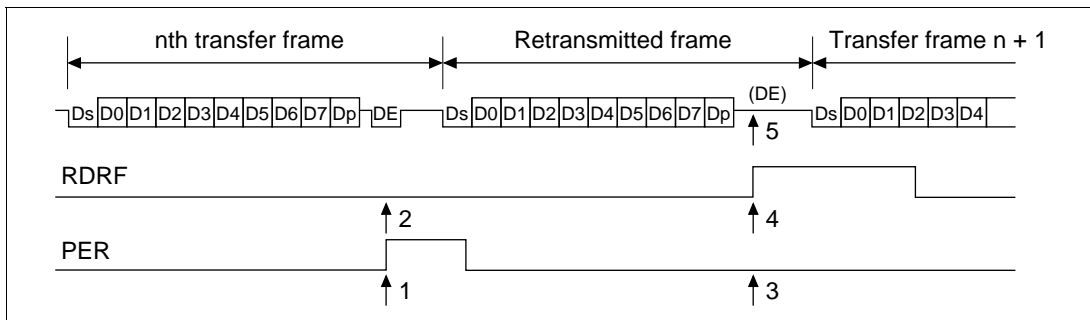 nth transfer frame Retransmitted frame Transfer frame n + 1
Ds D0 D1 D2 D3 D4 D5 D6 D7 Dp DE Ds D0 D1 D2 D3 D4 D5 D6 D7 Dp (DE) Ds D0 D1 D2 D3 D4
5
RDRF
2 4
PER
1 3